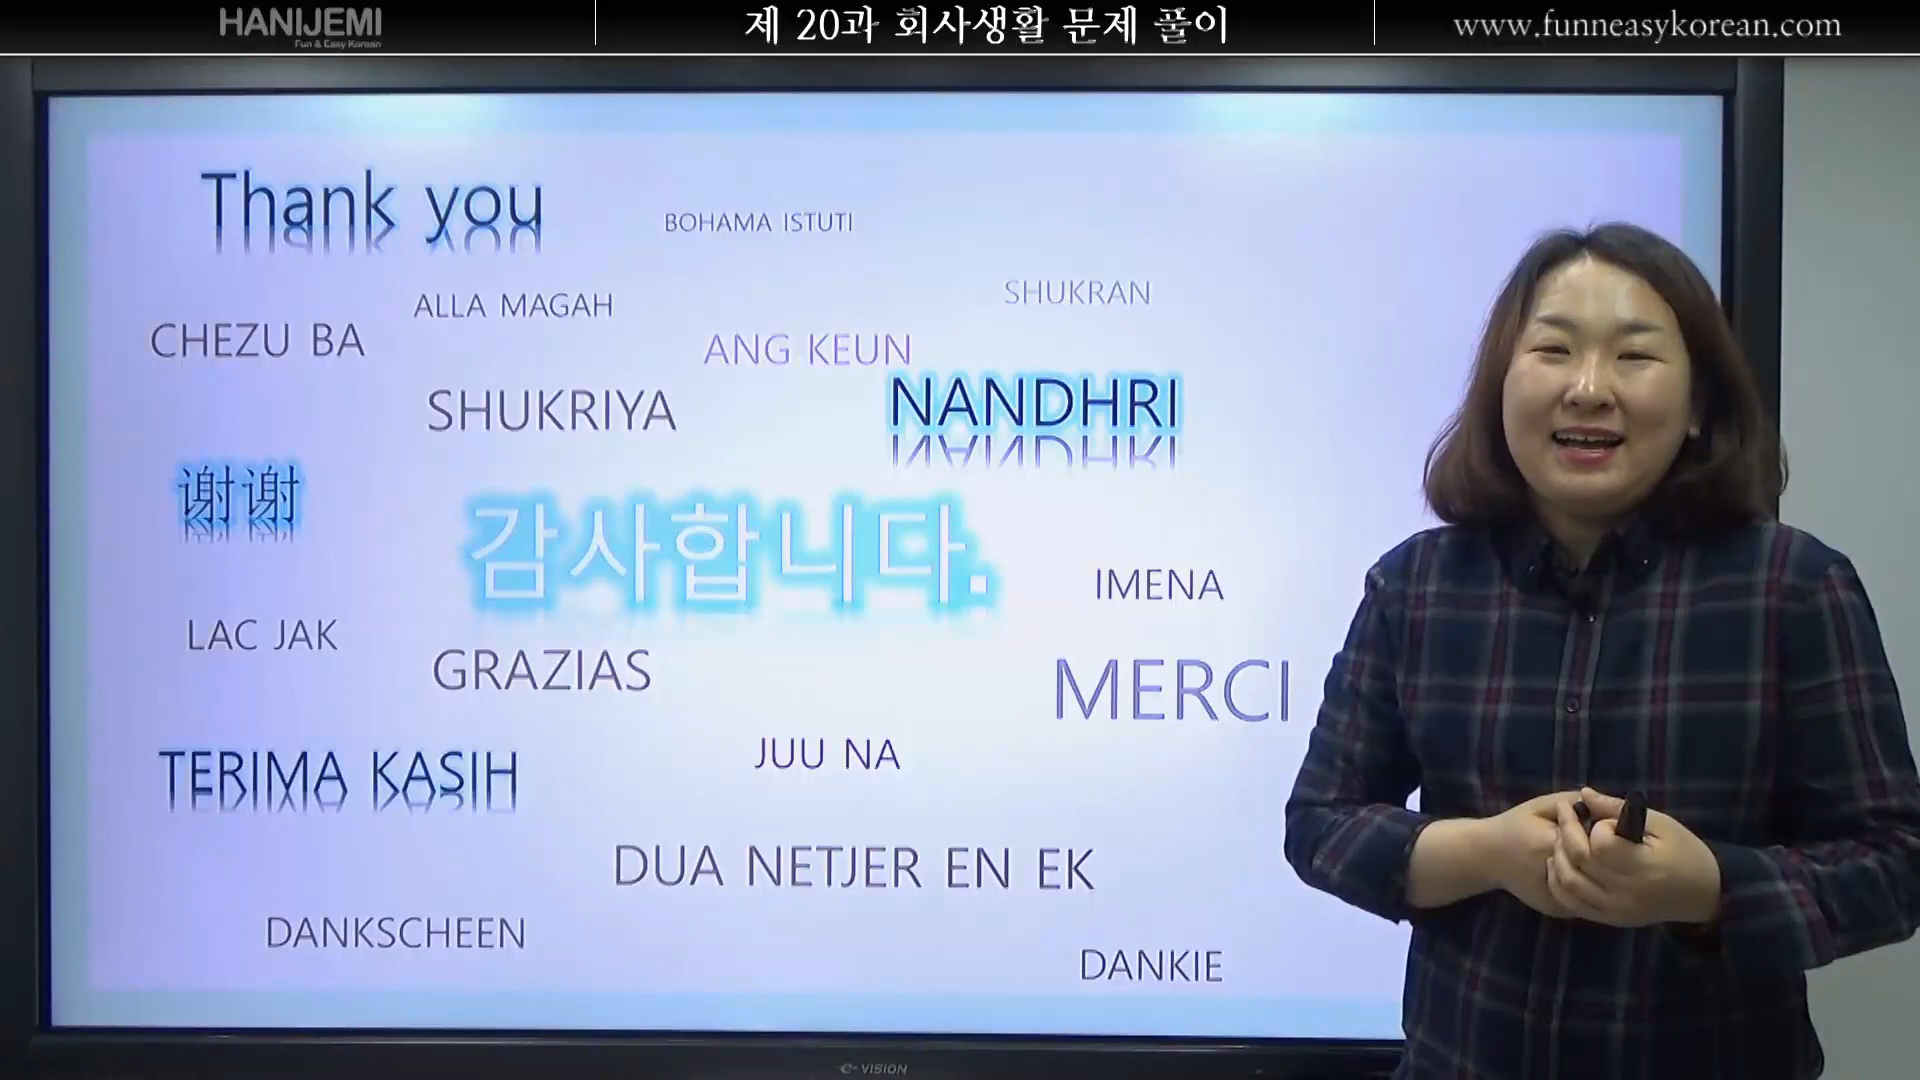 HANIJEMI
Fun & Easy Korean
제 20과 회사생활 문제 풀이
www.funneasykorean.com
Thank you
BOHAMA ISTUTI
SHUKRAN
ALLA MAGAH
CHEZU BA
ANG KEUN
NANDHRI
SHUKRIYA
谢谢
감사합니다.
IMENA
LAC JAK
GRAZIAS
MERCI
JUU NA
TERIMA KASIH
DUA NETJER EN EK
DANKSCHEEN
DANKIE
e-VISION